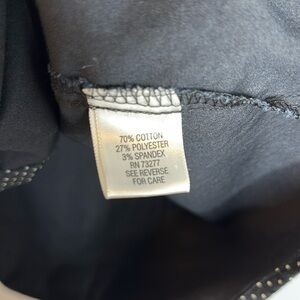 70% COTTON
27% POLYESTER
3% SPANDEX
RN 73277
SEE REVERSE
FOR CARE